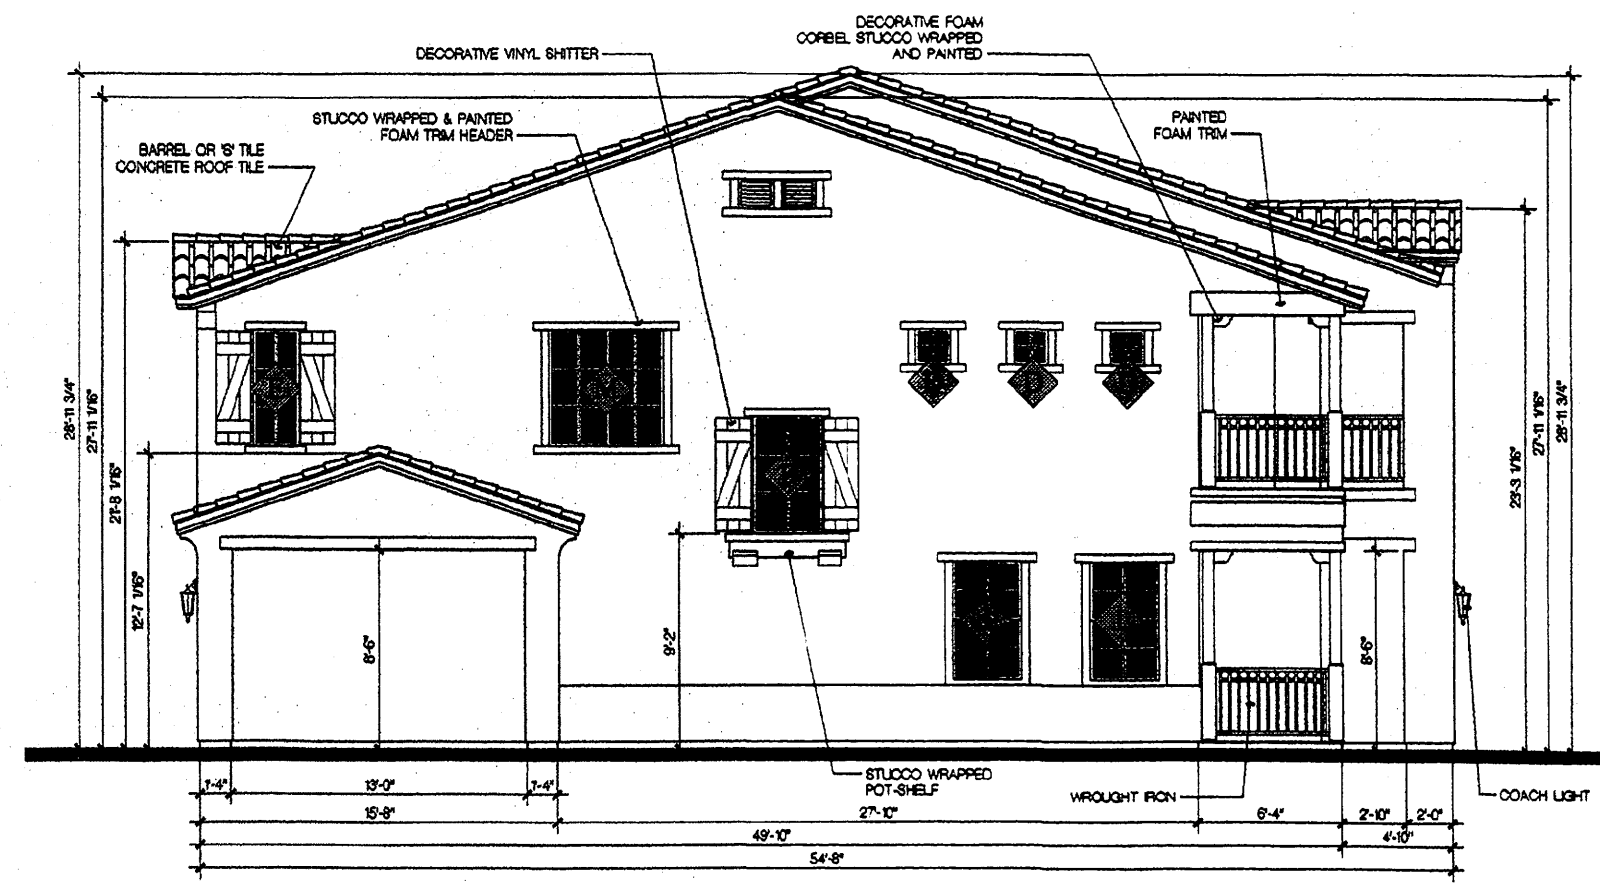 DECORATIVE FOAM
CORBEL STUCCO WRAPPED
AND PAINTED
DECORATIVE VINYL SHITTER
STUCCO WRAPPED & PAINTED
FOAM TRIM HEADER
PAINTED
FOAM TRIM
BARREL OR 'S' TILE
CONCRETE ROOF TILE
28'-11 3/4"
27'-11 1/16"
21'-8 1/16"
12'-7 1/16"
8'-6"
9'-2"
D
8'-6"
23'-3 1/16"
27'-11 1/16"
28'-11 3/4"
STUCCO WRAPPED
POT-SHELF
WROUGHT IRON
COACH LIGHT
1'-4" 13'-0" 1'-4"
15'-8" 27'-10" 6'-4" 2'-10" 2'-0"
49'-10" 4'-10"
54'-8"